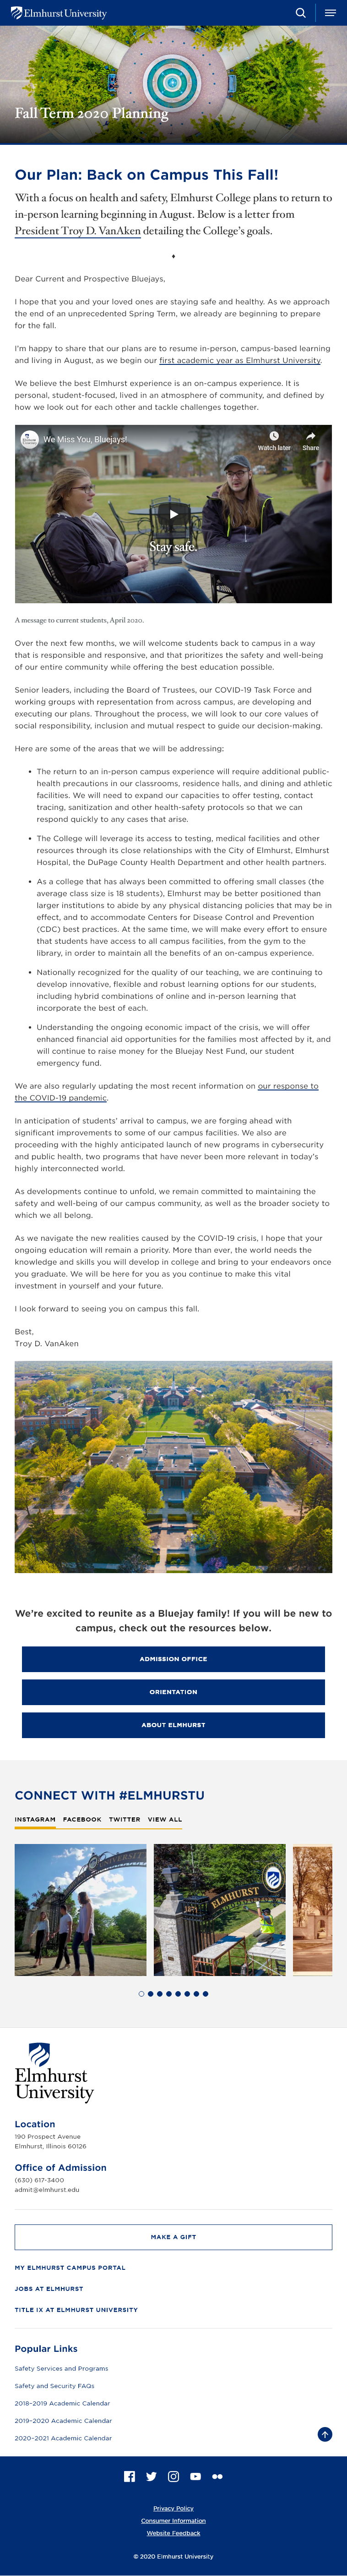 Elmhurst University
Fall Term 2020 Planning
Our Plan: Back on Campus This Fall!
With a focus on health and safety, Elmhurst College plans to return to
in-person learning beginning in August. Below is a letter from
President Troy D. VanAken detailing the College's goals.
Dear Current and Prospective Bluejays,
I hope that you and your loved ones are staying safe and healthy. As we approach
the end of an unprecedented Spring Term, we already are beginning to prepare
for the fall.
I'm happy to share that our plans are to resume in-person, campus-based learning
and living in August, as we begin our first academic year as Elmhurst University.
We believe the best Elmhurst experience is an on-campus experience. It is
personal, student-focused, lived in an atmosphere of community, and defined by
how we look out for each other and tackle challenges together.
We Miss You, Bluejays!
Watch later
Share
Stay safe.
A message to current students, April 2020.
Over the next few months, we will welcome students back to campus in a way
that is responsible and responsive, and that prioritizes the safety and well-being
of our entire community while offering the best education possible.
Senior leaders, including the Board of Trustees, our COVID-19 Task Force and
working groups with representation from across campus, are developing and
executing our plans. Throughout the process, we will look to our core values of
social responsibility, inclusion and mutual respect to guide our decision-making.
Here are some of the areas that we will be addressing:
• The return to an in-person campus experience will require additional public-
health precautions in our classrooms, residence halls, and dining and athletic
facilities. We will need to expand our capacities to offer testing, contact
tracing, sanitization and other health-safety protocols so that we can
respond quickly to any cases that arise.
• The College will leverage its access to testing, medical facilities and other
resources through its close relationships with the City of Elmhurst, Elmhurst
Hospital, the DuPage County Health Department and other health partners.
• As a college that has always been committed to offering small classes (the
average class size is 18 students), Elmhurst may be better positioned than
larger institutions to abide by any physical distancing policies that may be in
effect, and to accommodate Centers for Disease Control and Prevention
(CDC) best practices. At the same time, we will make every effort to ensure
that students have access to all campus facilities, from the gym to the
library, in order to maintain all the benefits of an on-campus experience.
• Nationally recognized for the quality of our teaching, we are continuing to
develop innovative, flexible and robust learning options for our students,
including hybrid combinations of online and in-person learning that
incorporate the best of each.
• Understanding the ongoing economic impact of the crisis, we will offer
enhanced financial aid opportunities for the families most affected by it, and
will continue to raise money for the Bluejay Nest Fund, our student
emergency fund.
We are also regularly updating the most recent information on our response to
the COVID-19 pandemic.
In anticipation of students' arrival to campus, we are forging ahead with
significant improvements to some of our campus facilities. We also are
proceeding with the highly anticipated launch of new programs in cybersecurity
and public health, two programs that have never been more relevant in today's
highly interconnected world.
As developments continue to unfold, we remain committed to maintaining the
safety and well-being of our campus community, as well as the broader society to
which we all belong.
As we navigate the new realities caused by the COVID-19 crisis, I hope that your
ongoing education will remain a priority. More than ever, the world needs the
knowledge and skills you will develop in college and bring to your endeavors once
you graduate. We will be here for you as you continue to make this vital
investment in yourself and your future.
I look forward to seeing you on campus this fall.
Best,
Troy D. VanAken
We're excited to reunite as a Bluejay family! If you will be new to
campus, check out the resources below.
ADMISSION OFFICE
ORIENTATION
ABOUT ELMHURST
CONNECT WITH #ELMHURSTU
INSTAGRAM FACEBOOK TWITTER VIEW ALL
ELMHURST
1871
Elmhurst
University
Location
190 Prospect Avenue
Elmhurst, Illinois 60126
Office of Admission
(630) 617-3400
admit@elmhurst.edu
MAKE A GIFT
MY ELMHURST CAMPUS PORTAL
JOBS AT ELMHURST
TITLE IX AT ELMHURST UNIVERSITY
Popular Links
Safety Services and Programs
Safety and Security FAQs
2018–2019 Academic Calendar
2019–2020 Academic Calendar
2020–2021 Academic Calendar
Privacy Policy
Consumer Information
Website Feedback
© 2020 Elmhurst University